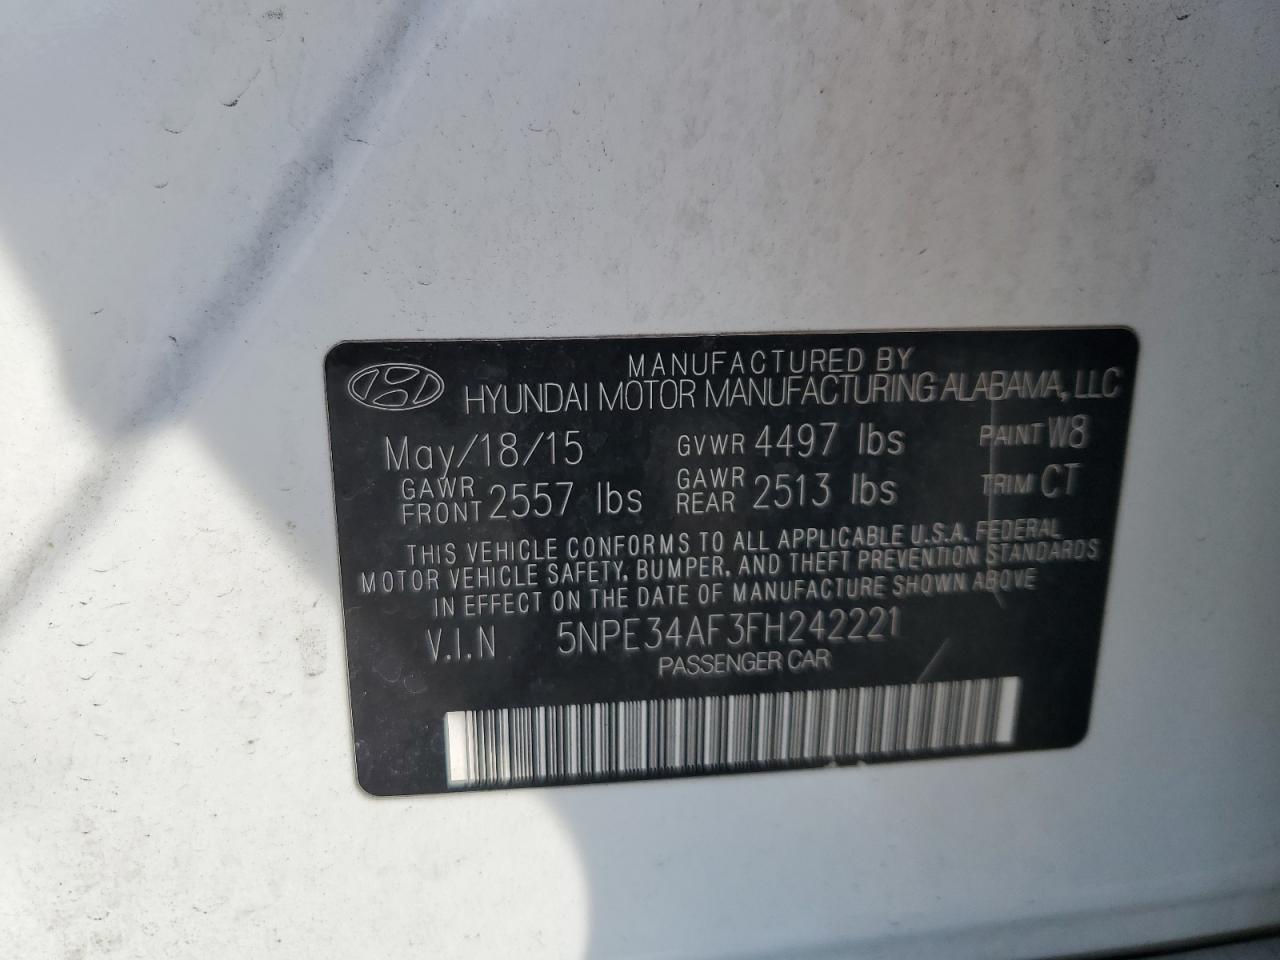 MANUFACTURED BY
HYUNDAI MOTOR MANUFACTURING ALABAMA, LLC
May/18/15 GVWR 4497 lbs PAINT W8
GAWR FRONT 2557 lbs GAWR REAR 2513 lbs TRIM CT
THIS VEHICLE CONFORMS TO ALL APPLICABLE U.S.A. FEDERAL
MOTOR VEHICLE SAFETY, BUMPER, AND THEFT PREVENTION STANDARDS
IN EFFECT ON THE DATE OF MANUFACTURE SHOWN ABOVE
V.I.N 5NPE34AF3FH242221
PASSENGER CAR